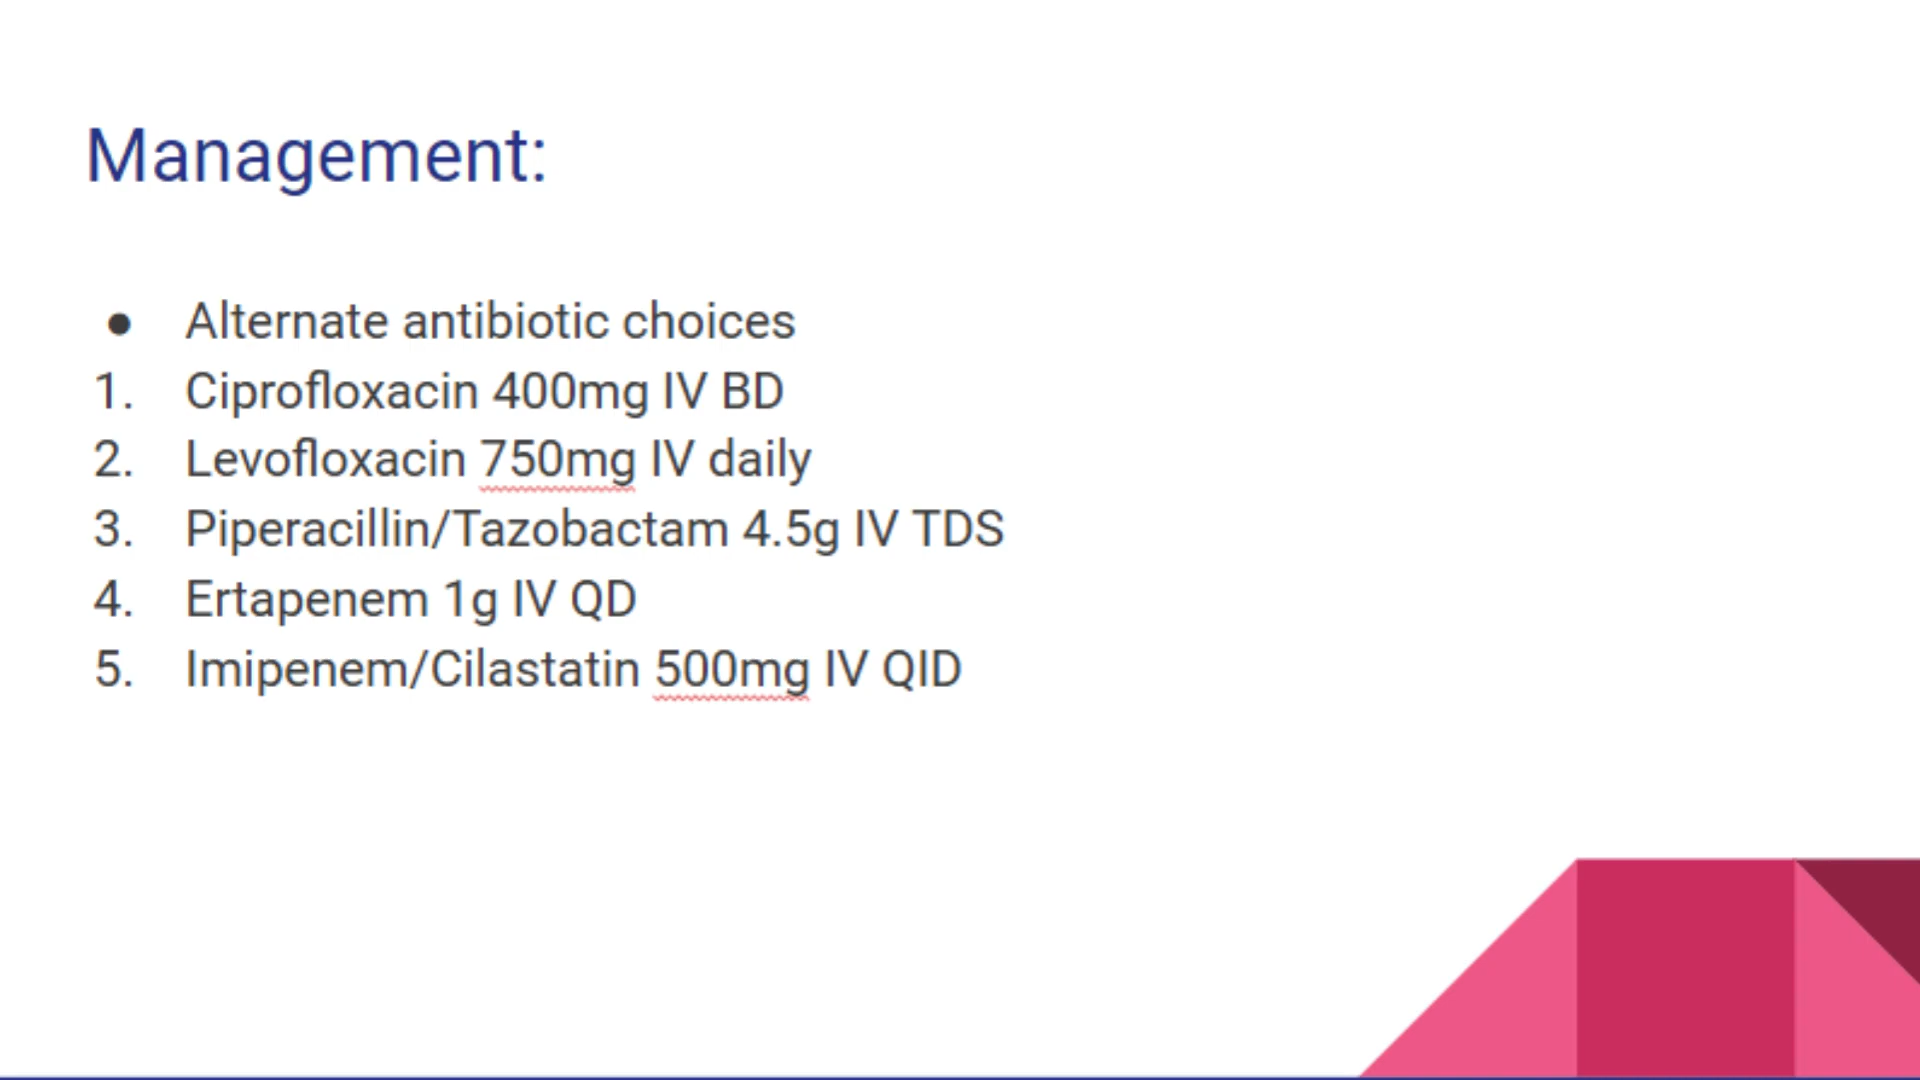 Management:
● Alternate antibiotic choices
1. Ciprofloxacin 400mg IV BD
2. Levofloxacin 750mg IV daily
3. Piperacillin/Tazobactam 4.5g IV TDS
4. Ertapenem 1g IV QD
5. Imipenem/Cilastatin 500mg IV QID